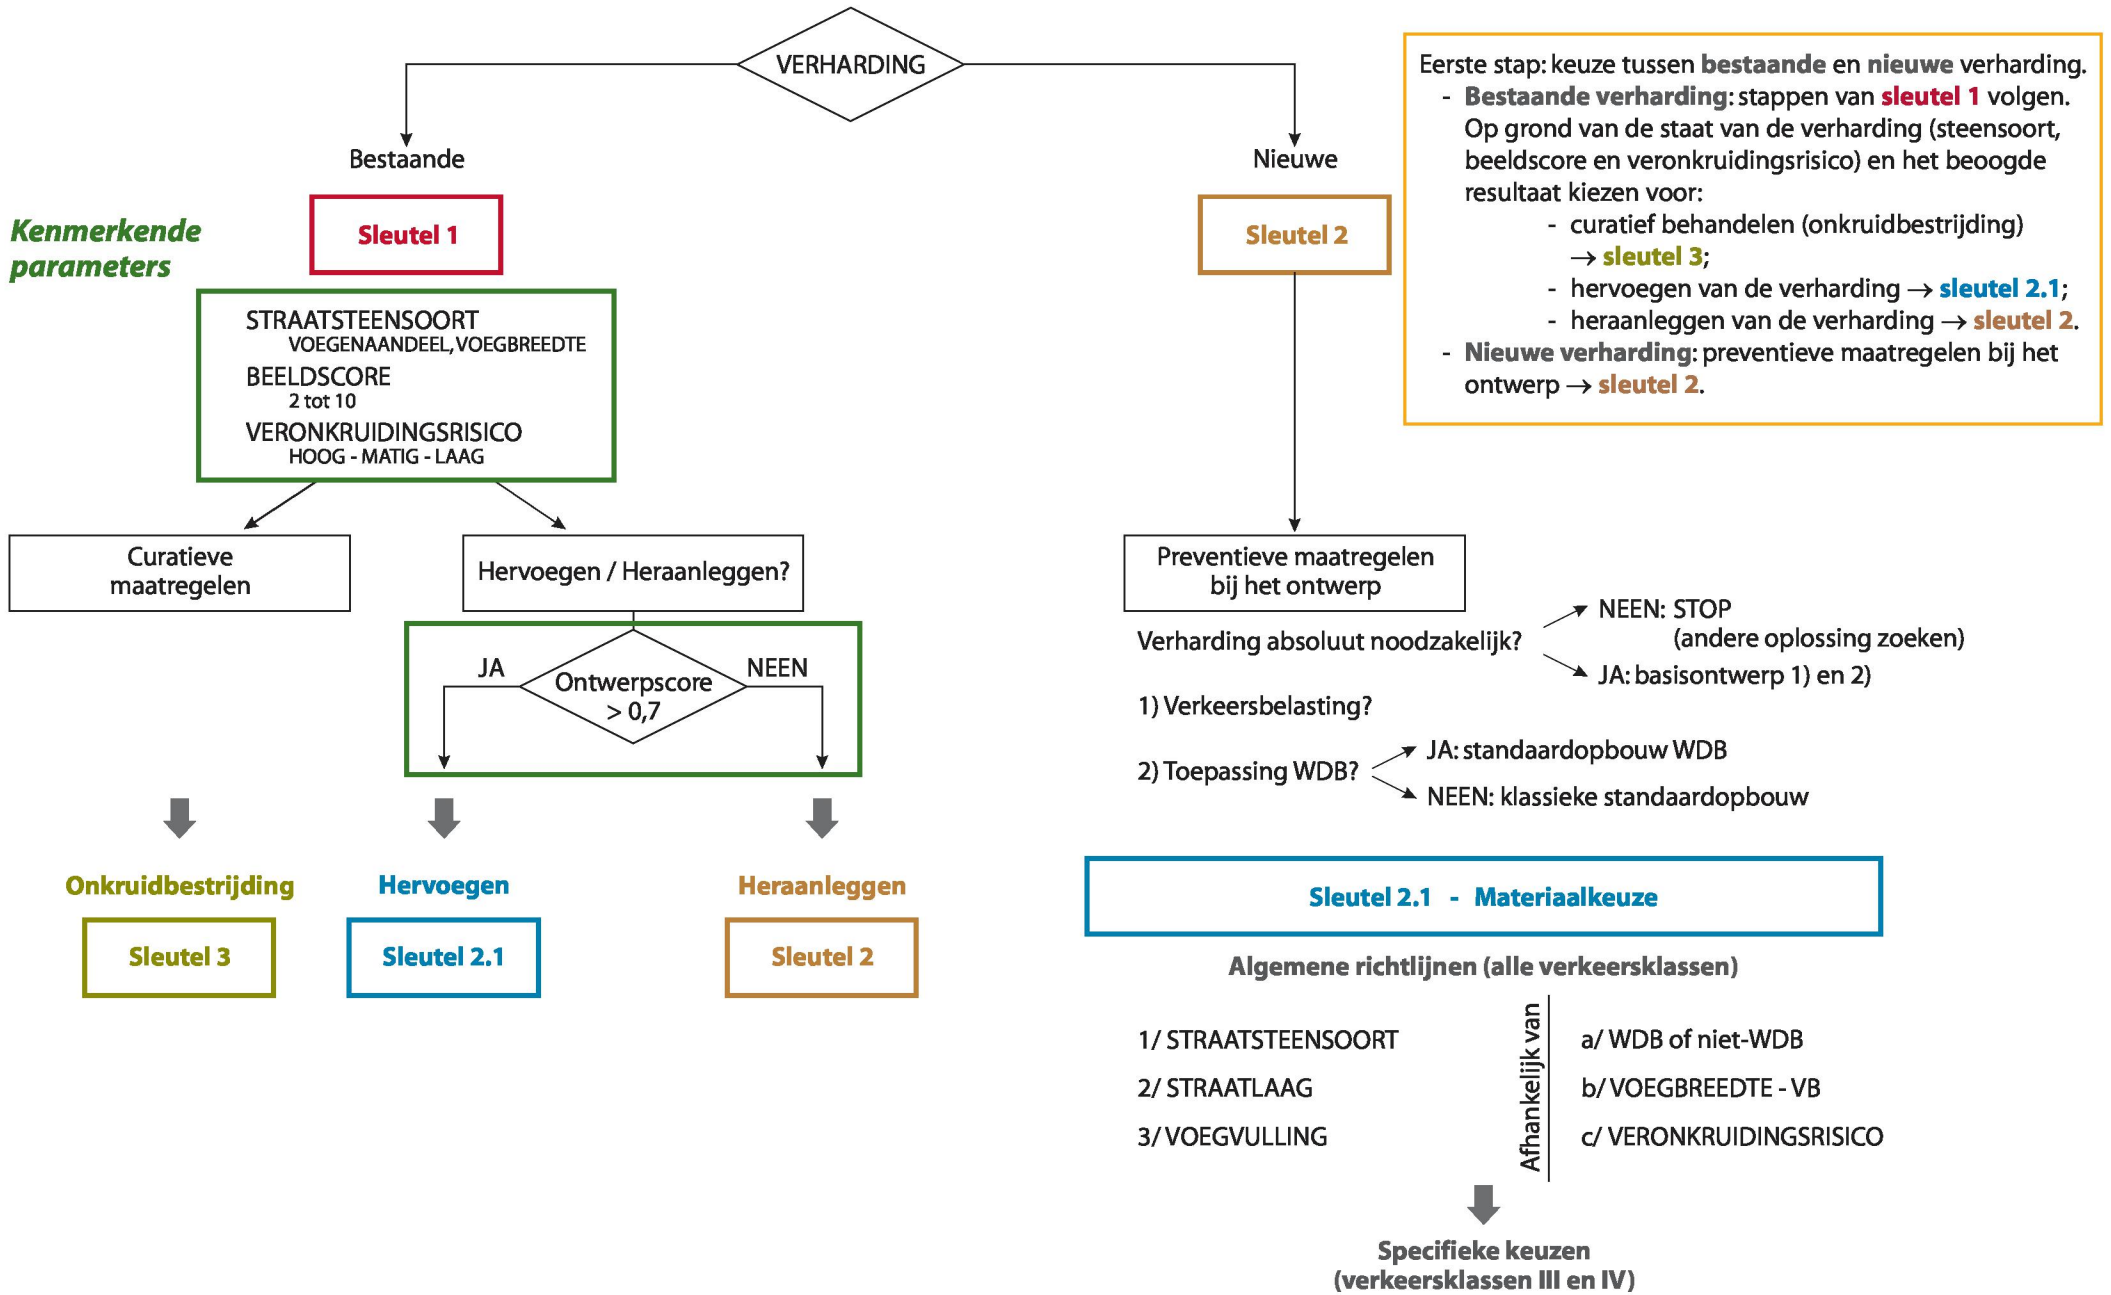 VERHARDING
Bestaande
Sleutel 1
Kenmerkende
parameters
STRAATSTEENSOORT
VOEGENAANDEEL, VOEGBREEDTE
BEELDSCORE
2 tot 10
VERONKRUIDINGSRISICO
HOOG - MATIG - LAAG
Curatieve
maatregelen
Hervoegen / Heraanleggen?
JA
NEEN
Ontwerpscore
> 0,7
Onkruidbestrijding
Sleutel 3
Hervoegen
Sleutel 2.1
Heraanleggen
Sleutel 2
Nieuwe
Sleutel 2
Preventieve maatregelen
bij het ontwerp
Verharding absoluut noodzakelijk?
NEEN: STOP
(andere oplossing zoeken)
JA: basisontwerp 1) en 2)
1) Verkeersbelasting?
2) Toepassing WDB?
JA: standaardopbouw WDB
NEEN: klassieke standaardopbouw
Sleutel 2.1 - Materiaalkeuze
Algemene richtlijnen (alle verkeersklassen)
1/ STRAATSTEENSOORT
2/ STRAATLAAG
3/ VOEGVULLING
Afhankelijk van
a/ WDB of niet-WDB
b/ VOEGBREEDTE - VB
c/ VERONKRUIDINGSRISICO
Specifieke keuzen
(verkeersklassen III en IV)
Eerste stap: keuze tussen bestaande en nieuwe verharding.
- Bestaande verharding: stappen van sleutel 1 volgen.
Op grond van de staat van de verharding (steensoort,
beeldscore en veronkruidingsrisico) en het beoogde
resultaat kiezen voor:
- curatief behandelen (onkruidbestrijding)
→ sleutel 3;
- hervoegen van de verharding → sleutel 2.1;
- heraanleggen van de verharding → sleutel 2.
- Nieuwe verharding: preventieve maatregelen bij het
ontwerp → sleutel 2.